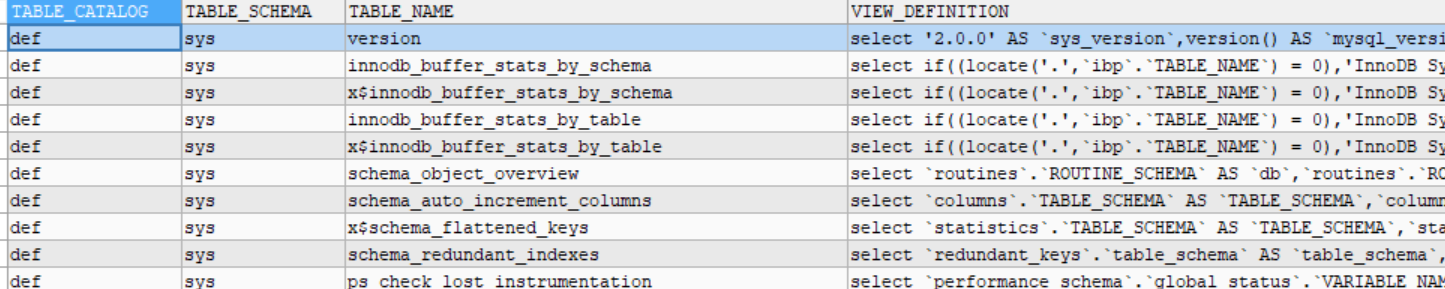 TABLE_CATALOG TABLE_SCHEMA TABLE_NAME VIEW_DEFINITION
def sys version select '2.0.0' AS `sys_version`,version() AS `mysql_versi
def sys innodb_buffer_stats_by_schema select if((locate('.',`ibp`.`TABLE_NAME`) = 0),'InnoDB Sy
def sys x$innodb_buffer_stats_by_schema select if((locate('.',`ibp`.`TABLE_NAME`) = 0),'InnoDB Sy
def sys innodb_buffer_stats_by_table select if((locate('.',`ibp`.`TABLE_NAME`) = 0),'InnoDB Sy
def sys x$innodb_buffer_stats_by_table select if((locate('.',`ibp`.`TABLE_NAME`) = 0),'InnoDB Sy
def sys schema_object_overview select `routines`.`ROUTINE_SCHEMA` AS `db`,`routines`.`RO
def sys schema_auto_increment_columns select `columns`.`TABLE_SCHEMA` AS `TABLE_SCHEMA`,`column
def sys x$schema_flattened_keys select `statistics`.`TABLE_SCHEMA` AS `TABLE_SCHEMA`,`sta
def sys schema_redundant_indexes select `redundant_keys`.`table_schema` AS `table_schema`,
def sys ps_check_lost_instrumentation select `performance_schema`.`global_status`.`VARIABLE_NAM